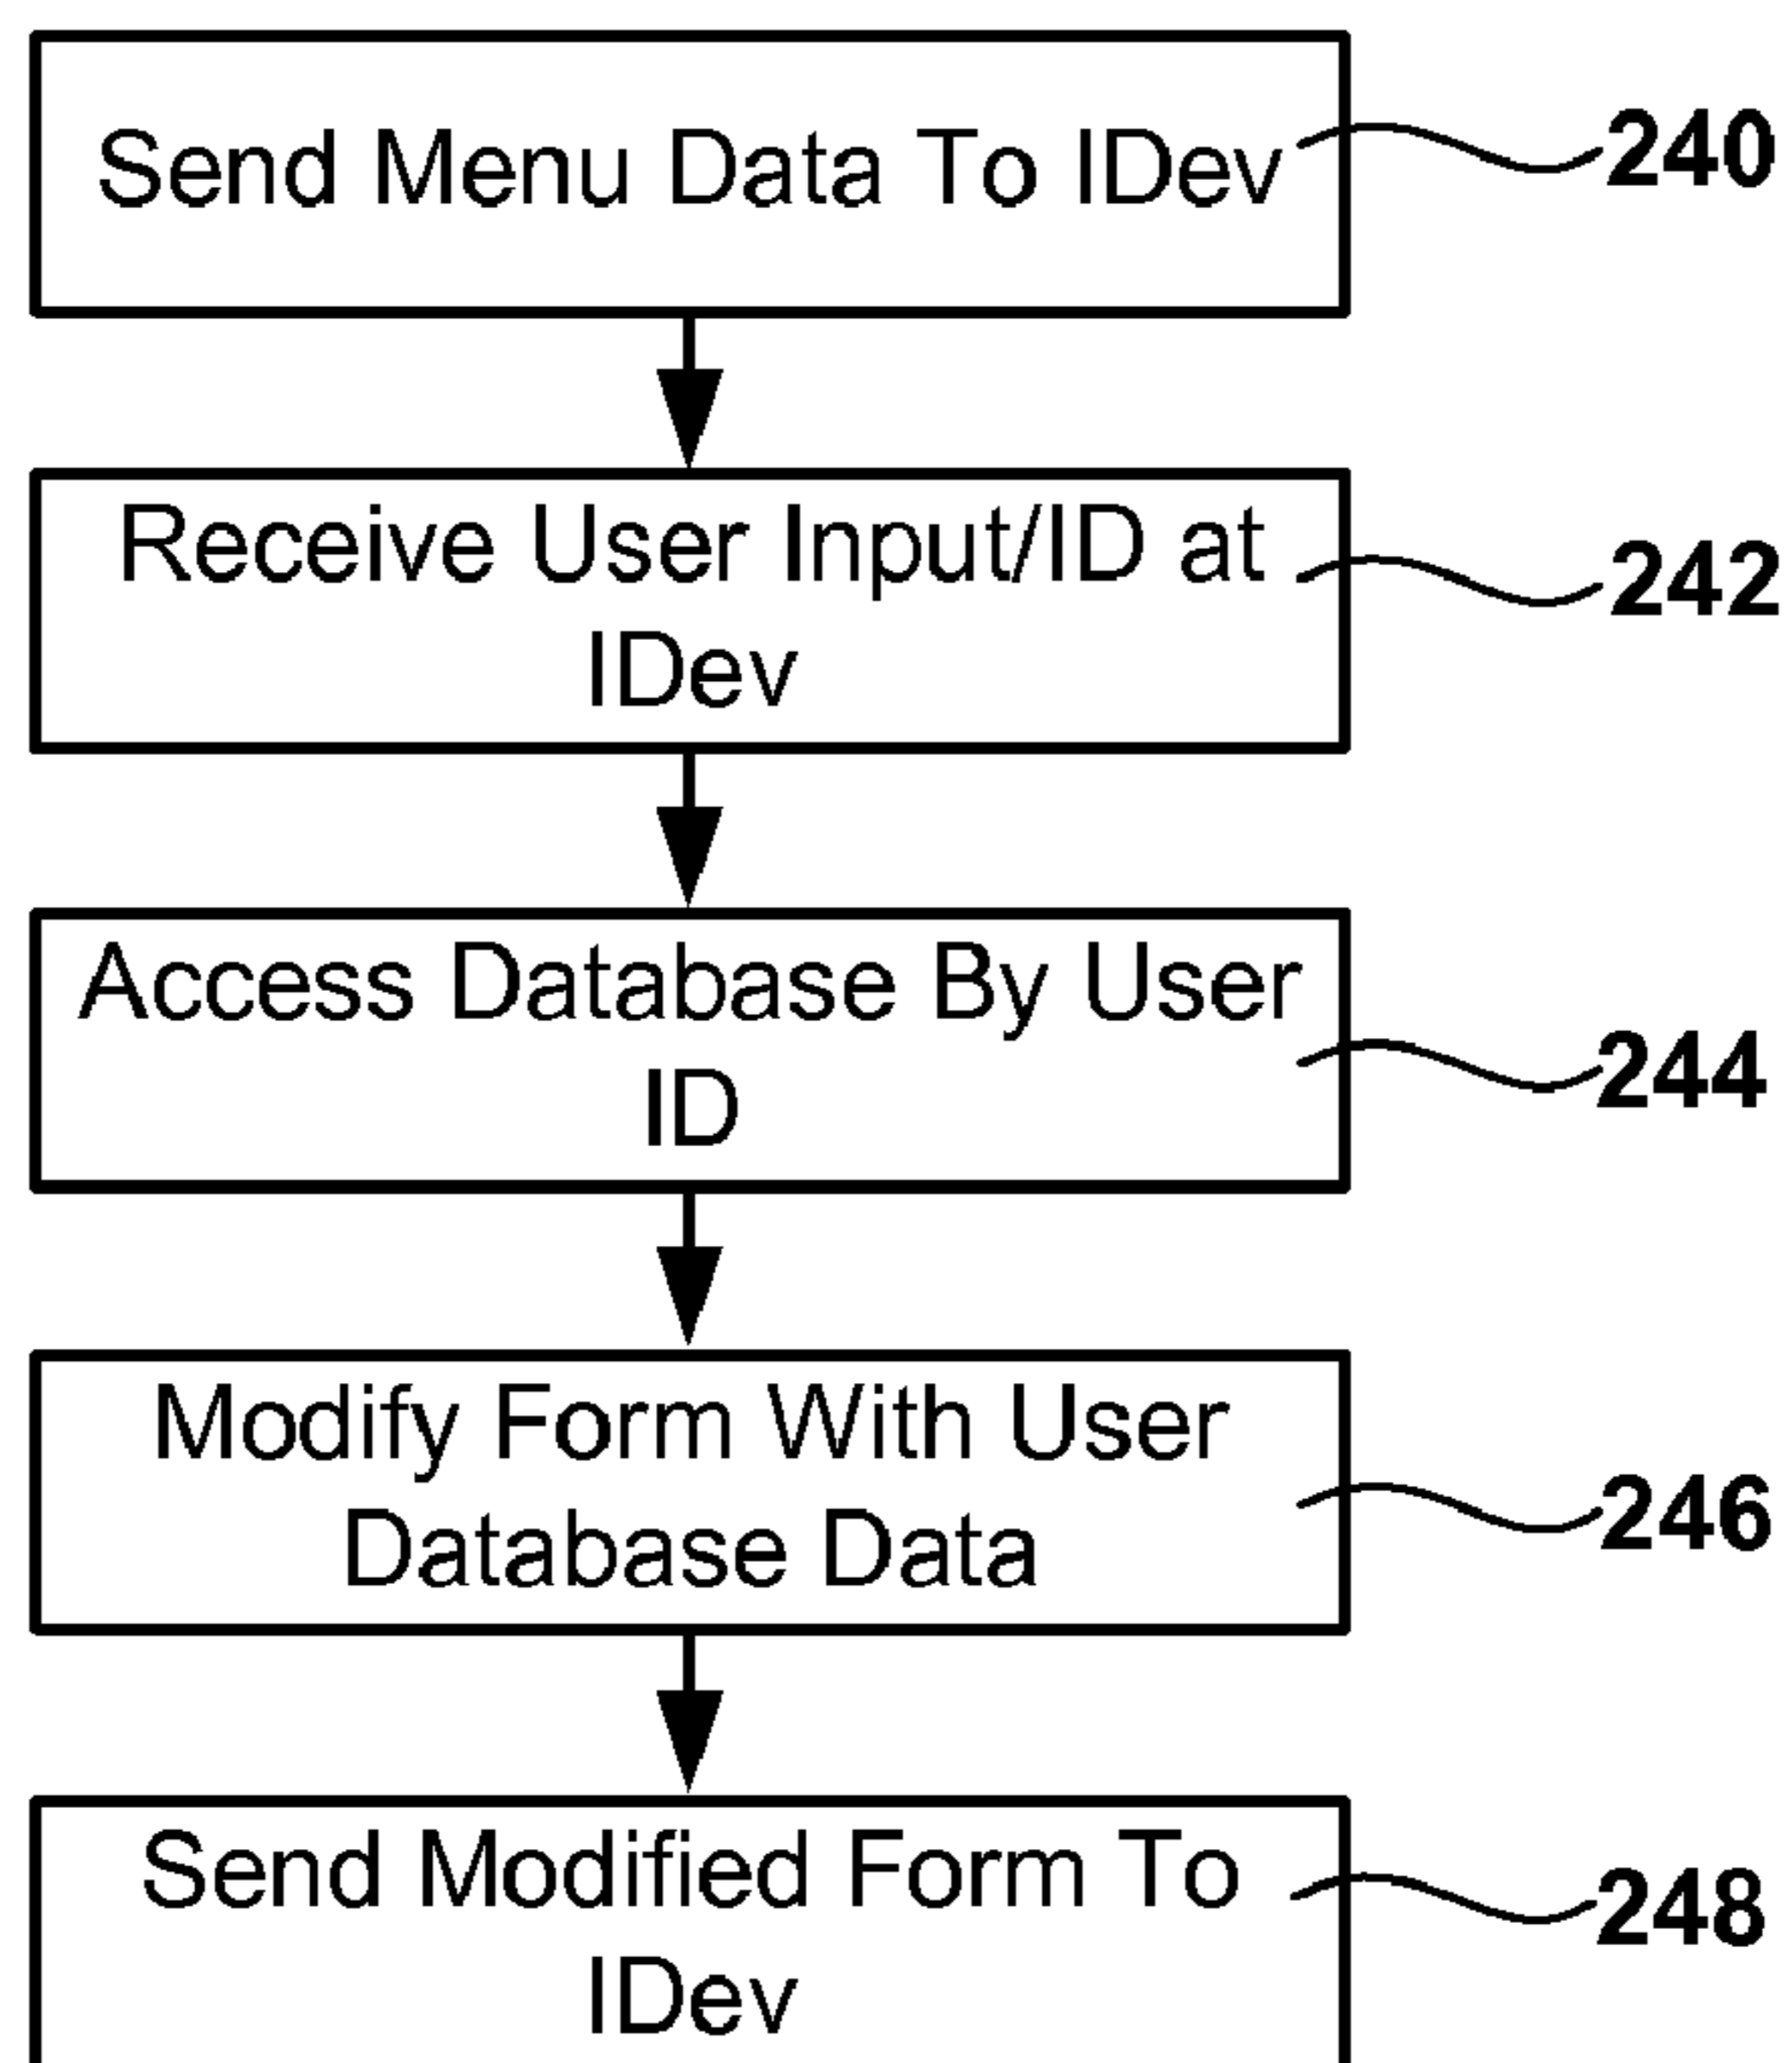 Send Menu Data To IDev
240
Receive User Input/ID at
IDev
242
Access Database By User
ID
244
Modify Form With User
Database Data
246
Send Modified Form To
IDev
248